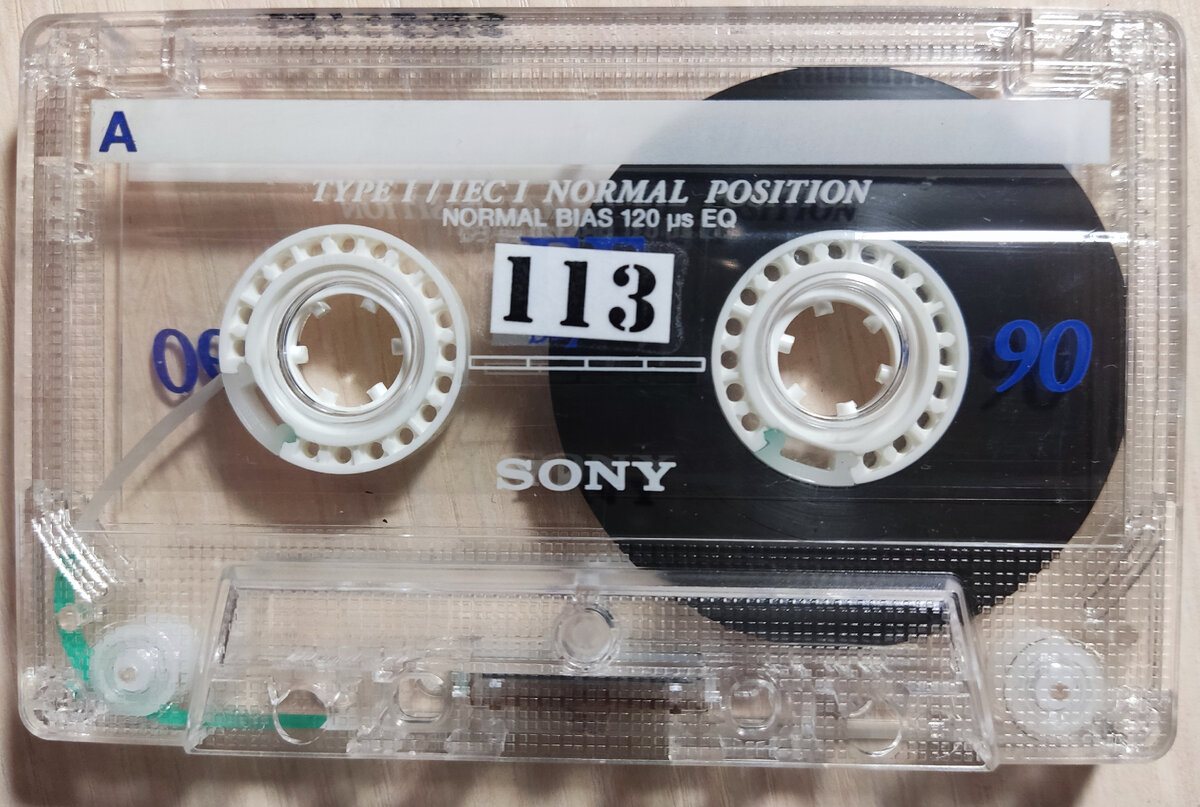 A
TYPE I / IEC I NORMAL POSITION
NORMAL BIAS 120 µs EQ
113
90
90
SONY